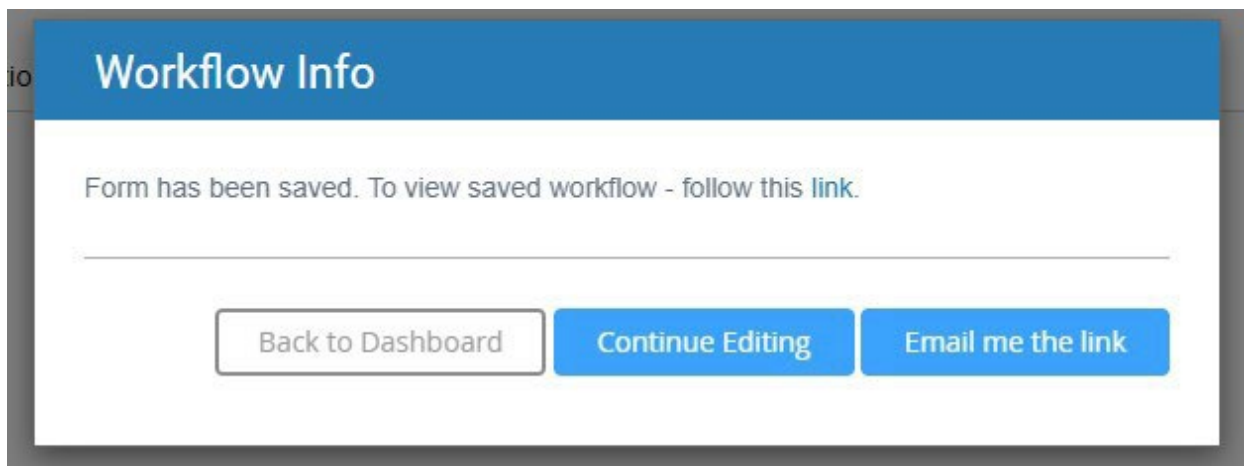 Workflow Info
Form has been saved. To view saved workflow - follow this link.
Back to Dashboard
Continue Editing
Email me the link